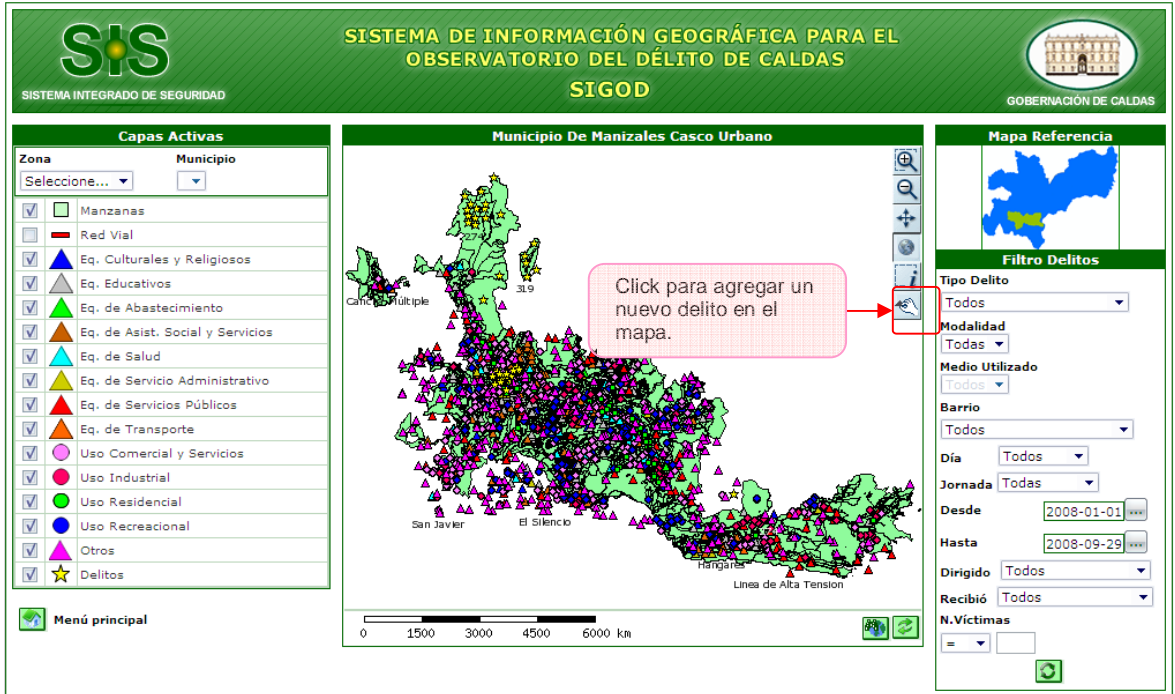 SIS
SISTEMA INTEGRADO DE SEGURIDAD
SISTEMA DE INFORMACIÓN GEOGRÁFICA PARA EL
OBSERVATORIO DEL DÉLITO DE CALDAS
SIGOD
GOBERNACIÓN DE CALDAS
Capas Activas
Zona Municipio
Seleccione...
Manzanas
Red Vial
Eq. Culturales y Religiosos
Eq. Educativos
Eq. de Abastecimiento
Eq. de Asist. Social y Servicios
Eq. de Salud
Eq. de Servicio Administrativo
Eq. de Servicios Públicos
Eq. de Transporte
Uso Comercial y Servicios
Uso Industrial
Uso Residencial
Uso Recreacional
Otros
Delitos
Menú principal
Municipio De Manizales Casco Urbano
274
319
Múltiple
Click para agregar un
nuevo delito en el
mapa.
San Javier
El Silencio
Hangares
Linea de Alta Tension
0 1500 3000 4500 6000 km
i
Mapa Referencia
Filtro Delitos
Tipo Delito
Todos
Modalidad
Todas
Medio Utilizado
Todos
Barrio
Todos
Día Todos
Jornada Todas
Desde 2008-01-01 ...
Hasta 2008-09-29 ...
Dirigido Todos
Recibió Todos
N.Víctimas
=